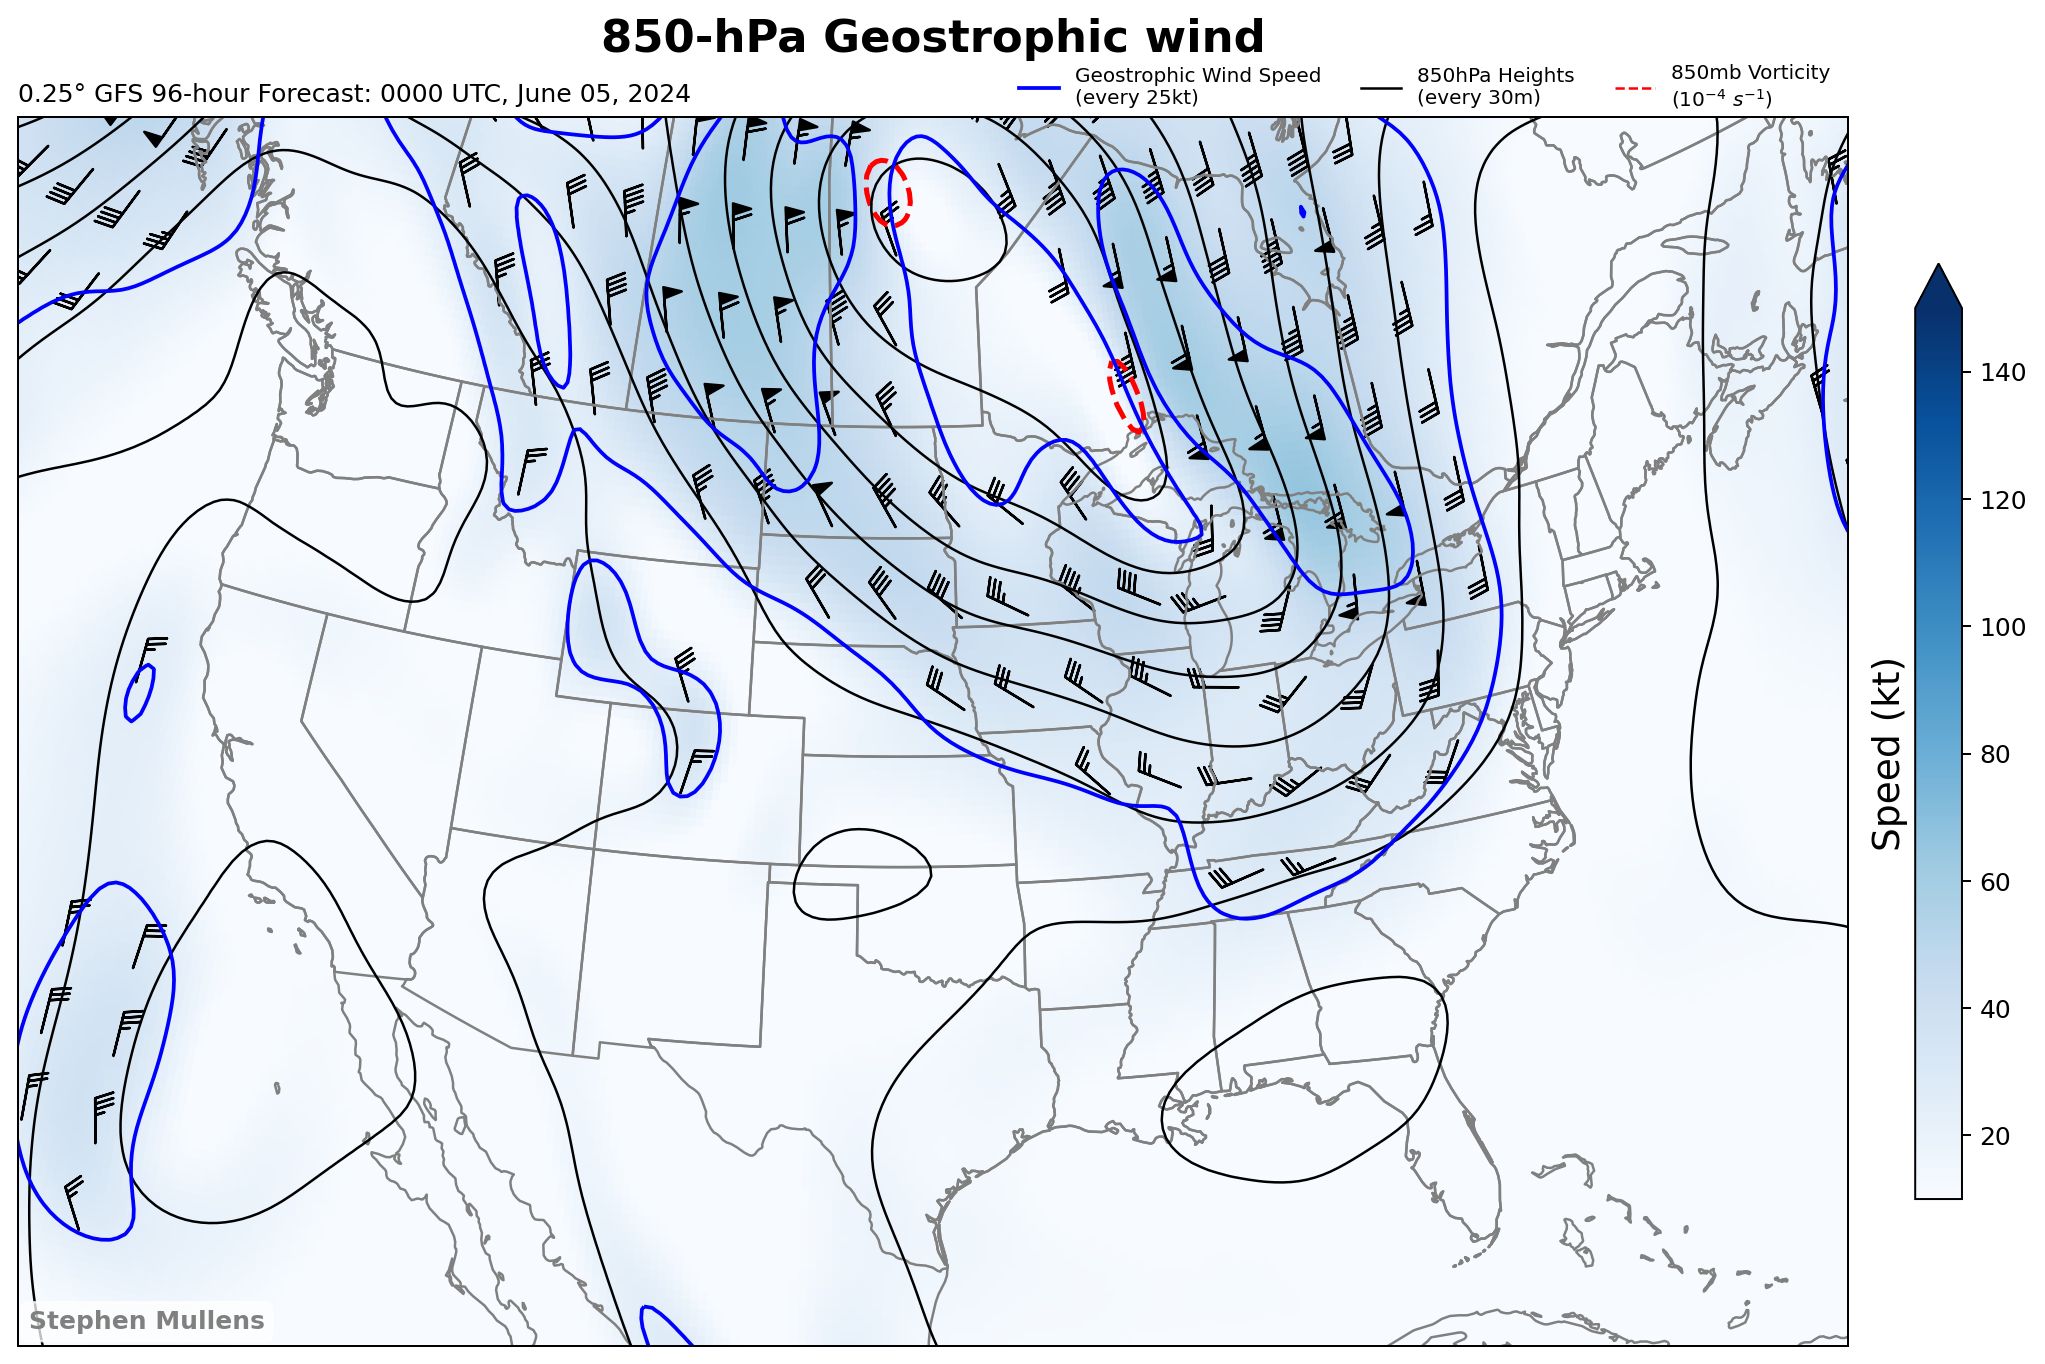 850-hPa Geostrophic wind
0.25° GFS 96-hour Forecast: 0000 UTC, June 05, 2024
Geostrophic Wind Speed
(every 25kt)
850hPa Heights
(every 30m)
850mb Vorticity
(10⁻⁴ s⁻¹)
140
120
100
80
60
40
20
Speed (kt)
Stephen Mullens